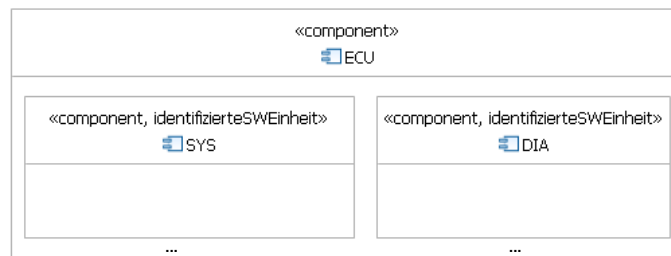 «component»
ECU
«component, identifizierteSWEinheit»
SYS
«component, identifizierteSWEinheit»
DIA
...
...